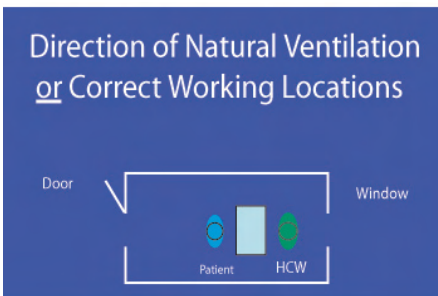 Direction of Natural Ventilation
or Correct Working Locations
Door
Window
Patient
HCW